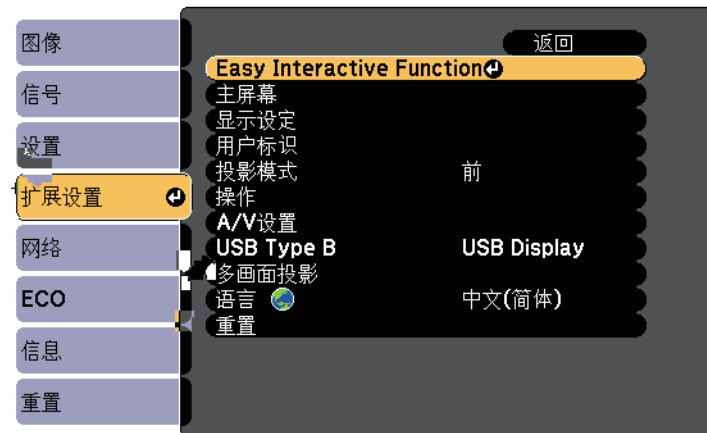 图像
信号
设置
扩展设置
网络
ECO
信息
重置
返回
Easy Interactive Function
主屏幕
显示设定
用户标识
投影模式 前
操作
A/V设置
USB Type B USB Display
多画面投影
语言 中文(简体)
重置